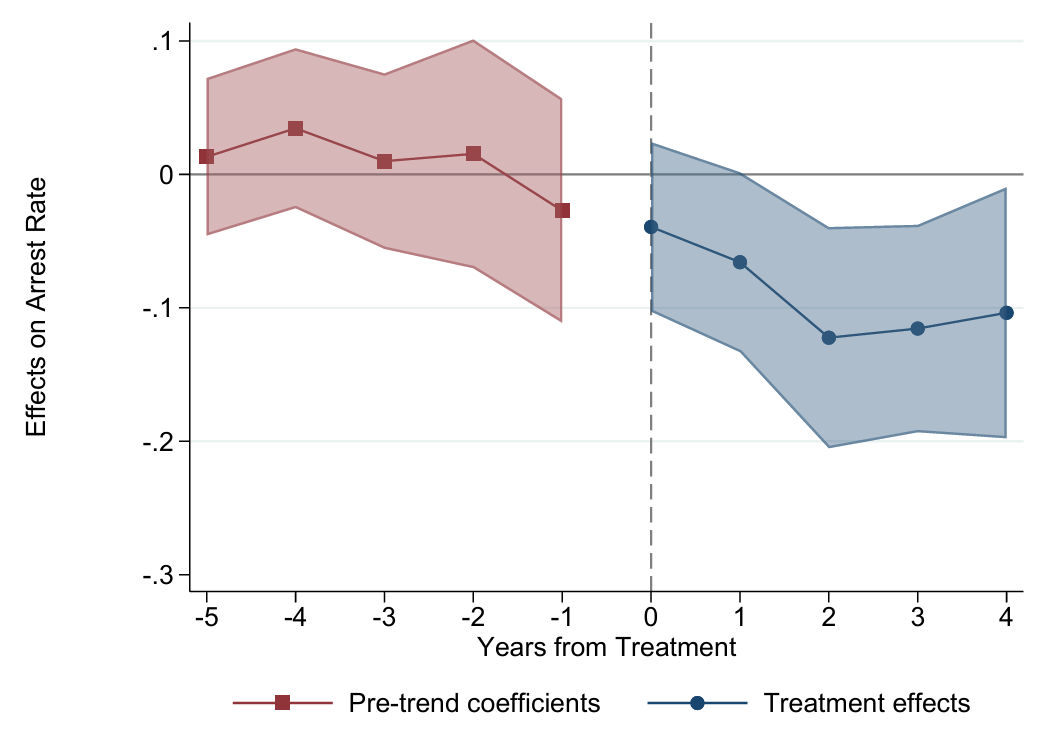 Effects on Arrest Rate
.1
0
-.1
-.2
-.3
-5 -4 -3 -2 -1 0 1 2 3 4
Years from Treatment
Pre-trend coefficients Treatment effects